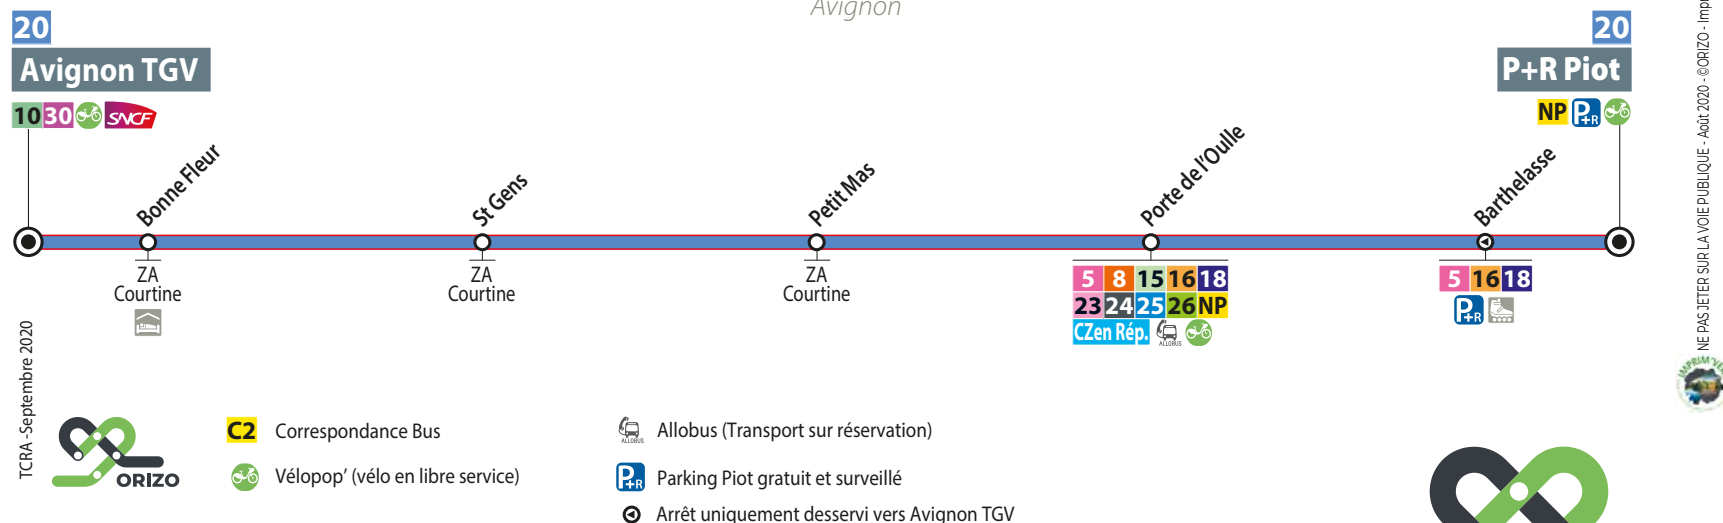 Avignon
20
Avignon TGV
10 30 SNCF
20
P+R Piot
NP P+R
Bonne Fleur
St Gens
Petit Mas
Porte de l'Oulle
Barthelasse
ZA
Courtine
ZA
Courtine
ZA
Courtine
5 8 15 16 18
23 24 25 26 NP
CZen Rép. ALLOBUS
5 16 18
P+R
TCRA -Septembre 2020
ORIZO
C2 Correspondance Bus
Vélopop' (vélo en libre service)
ALLOBUS Allobus (Transport sur réservation)
P+R Parking Piot gratuit et surveillé
Arrêt uniquement desservi vers Avignon TGV
NE PAS JETER SUR LA VOIE PUBLIQUE - Août 2020 - ©ORIZO - Impr
IMPRIM'VERT